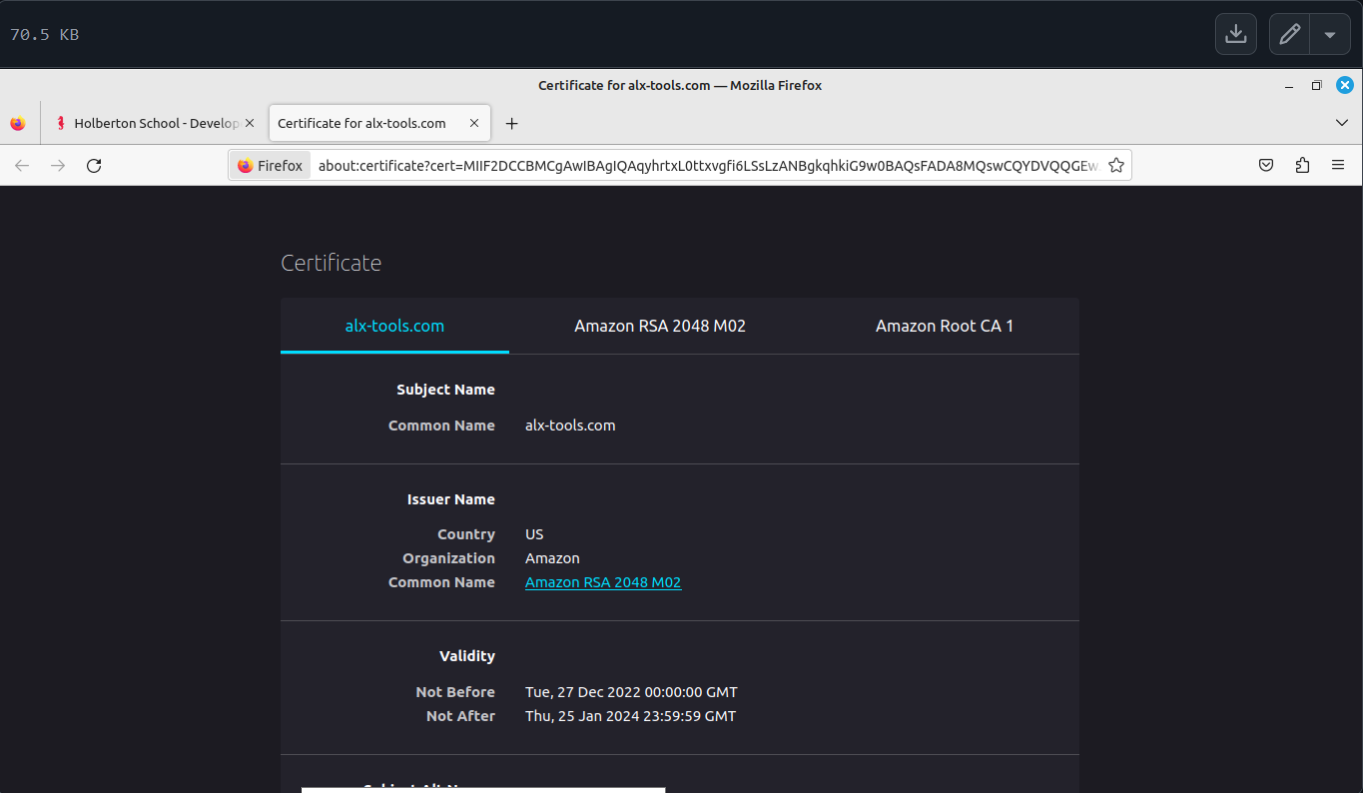 70.5 KB
Certificate for alx-tools.com — Mozilla Firefox
Holberton School - Develop
Certificate for alx-tools.com
Firefox about:certificate?cert=MIIF2DCCBMCgAwIBAgIQAqyhrtxL0ttxvgfi6LSsLzANBgkqhkiG9w0BAQsFADA8MQswCQYDVQQGEw
Certificate
alx-tools.com Amazon RSA 2048 M02 Amazon Root CA 1
Subject Name
Common Name alx-tools.com
Issuer Name
Country US
Organization Amazon
Common Name Amazon RSA 2048 M02
Validity
Not Before Tue, 27 Dec 2022 00:00:00 GMT
Not After Thu, 25 Jan 2024 23:59:59 GMT